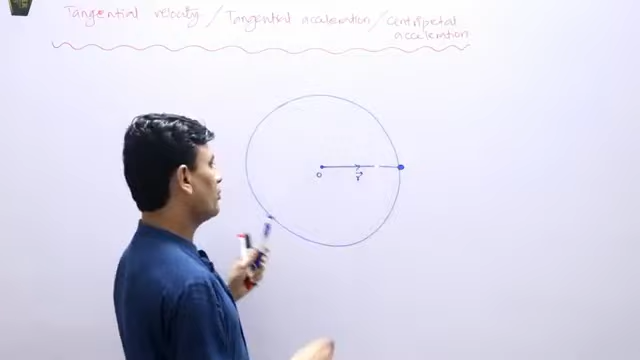 Tangential velocity / Tangential acceleration / Centripetal
acceleration
O
r